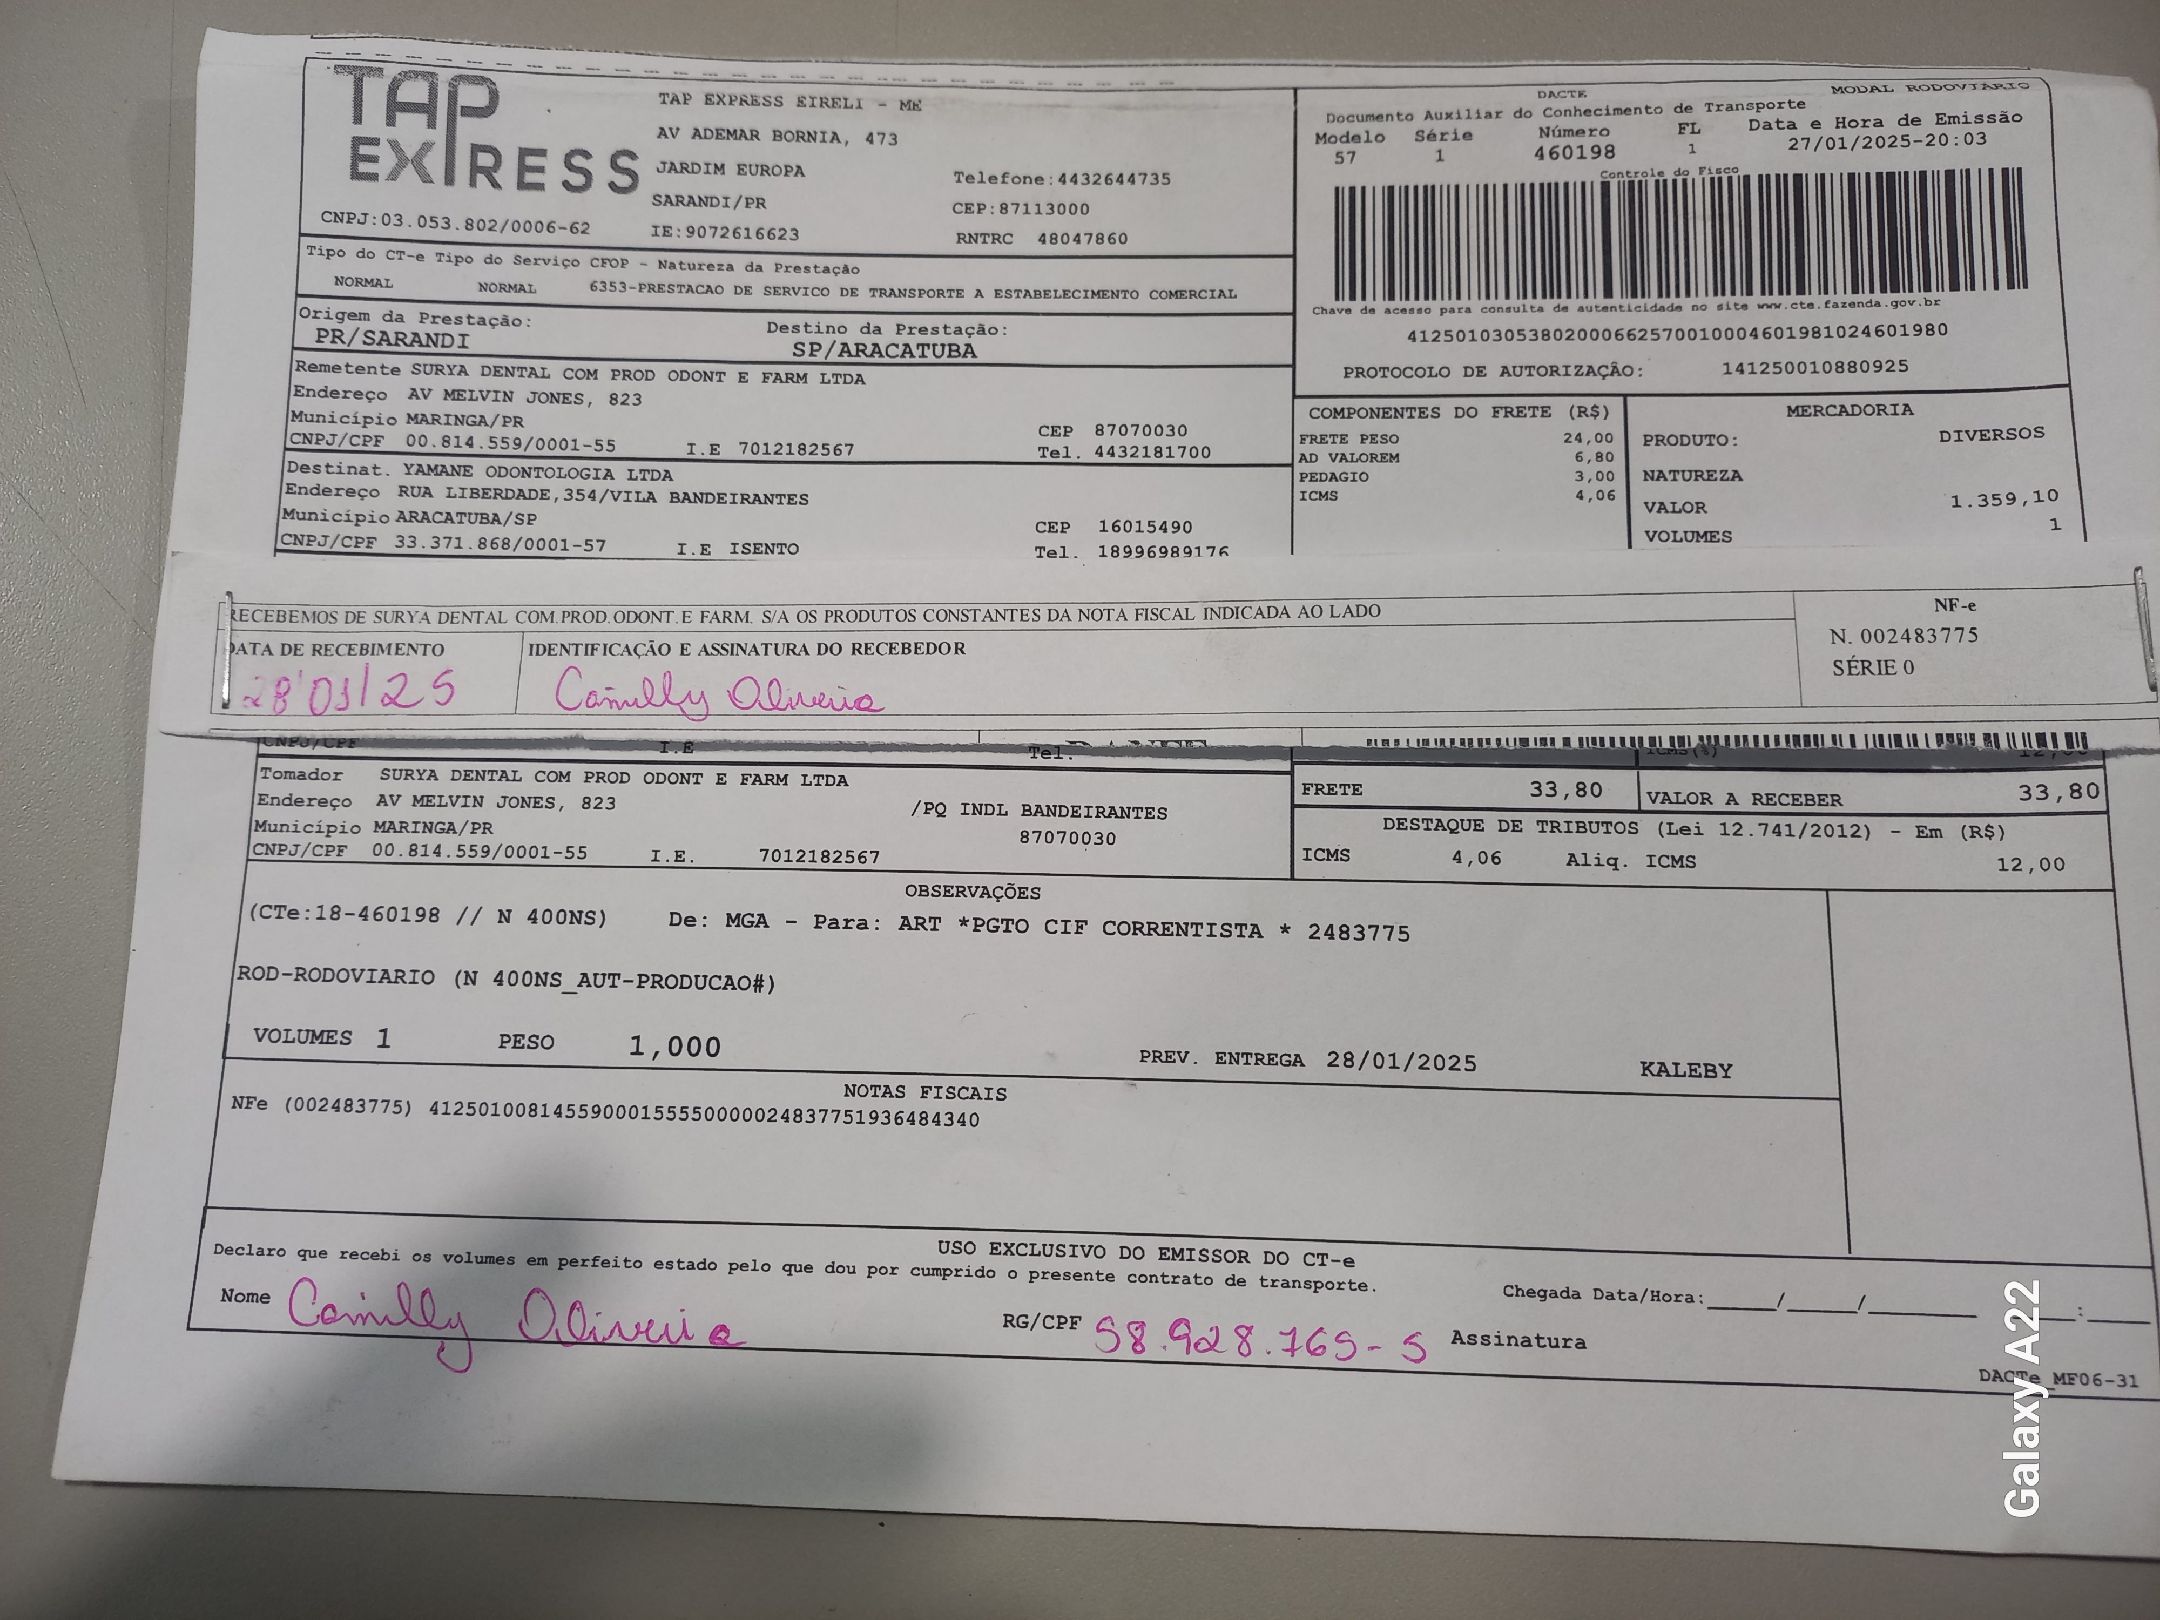 TAP EXPRESS
TAP EXPRESS EIRELI - ME
AV ADEMAR BORNIA, 473
JARDIM EUROPA
Telefone:4432644735
SARANDI/PR
CEP:87113000
CNPJ:03.053.802/0006-62
IE:9072616623
RNTRC 48047860
DACTE
MODAL RODOVIÁRIO
Documento Auxiliar do Conhecimento de Transporte
Modelo Série Número FL Data e Hora de Emissão
57 1 460198 1 27/01/2025-20:03
Controle do Fisco
Chave de acesso para consulta de autenticidade no site www.cte.fazenda.gov.br
41250103053802000662570010004601981024601980
PROTOCOLO DE AUTORIZAÇÃO: 141250010880925
Tipo do CT-e Tipo do Serviço CFOP - Natureza da Prestação
NORMAL NORMAL 6353-PRESTACAO DE SERVICO DE TRANSPORTE A ESTABELECIMENTO COMERCIAL
Origem da Prestação: Destino da Prestação:
PR/SARANDI SP/ARACATUBA
Remetente SURYA DENTAL COM PROD ODONT E FARM LTDA
Endereço AV MELVIN JONES, 823
Município MARINGA/PR CEP 87070030
CNPJ/CPF 00.814.559/0001-55 I.E 7012182567 Tel. 4432181700
Destinat. YAMANE ODONTOLOGIA LTDA
Endereço RUA LIBERDADE,354/VILA BANDEIRANTES
Município ARACATUBA/SP CEP 16015490
CNPJ/CPF 33.371.868/0001-57 I.E ISENTO Tel. 18996989176
COMPONENTES DO FRETE (R$)
FRETE PESO 24,00
AD VALOREM 6,80
PEDAGIO 3,00
ICMS 4,06
MERCADORIA
PRODUTO: DIVERSOS
NATUREZA
VALOR 1.359,10
VOLUMES 1
RECEBEMOS DE SURYA DENTAL COM.PROD.ODONT.E FARM. S/A OS PRODUTOS CONSTANTES DA NOTA FISCAL INDICADA AO LADO
NF-e
N. 002483775
SÉRIE 0
DATA DE RECEBIMENTO IDENTIFICAÇÃO E ASSINATURA DO RECEBEDOR
28/01/25 Camilly Oliveira
CNPJ/CPF I.E Tel.
ICMS(%) 12,00
Tomador SURYA DENTAL COM PROD ODONT E FARM LTDA
Endereço AV MELVIN JONES, 823 /PQ INDL BANDEIRANTES
Município MARINGA/PR 87070030
CNPJ/CPF 00.814.559/0001-55 I.E. 7012182567
FRETE 33,80 VALOR A RECEBER 33,80
DESTAQUE DE TRIBUTOS (Lei 12.741/2012) - Em (R$)
ICMS 4,06 Aliq. ICMS 12,00
OBSERVAÇÕES
(CTe:18-460198 // N 400NS) De: MGA - Para: ART *PGTO CIF CORRENTISTA * 2483775
ROD-RODOVIARIO (N 400NS_AUT-PRODUCAO#)
VOLUMES 1 PESO 1,000 PREV. ENTREGA 28/01/2025 KALEBY
NOTAS FISCAIS
NFe (002483775) 41250100814559000155550000024837751936484340
USO EXCLUSIVO DO EMISSOR DO CT-e
Declaro que recebi os volumes em perfeito estado pelo que dou por cumprido o presente contrato de transporte.
Chegada Data/Hora:_____/_____/________ ____:_____
Nome Camilly Oliveira RG/CPF 58.928.765-5 Assinatura
DACTe MF06-31
Galaxy A22